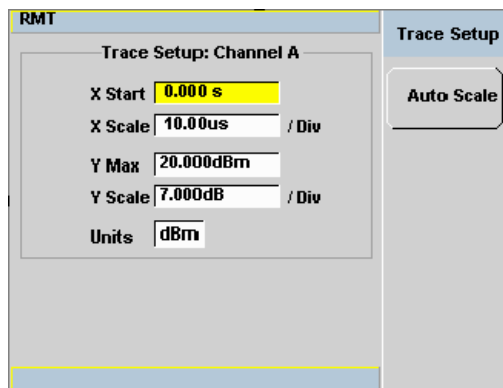 RMT
Trace Setup
Trace Setup: Channel A
X Start 0.000 s
Auto Scale
X Scale 10.00us / Div
Y Max 20.000dBm
Y Scale 7.000dB / Div
Units dBm